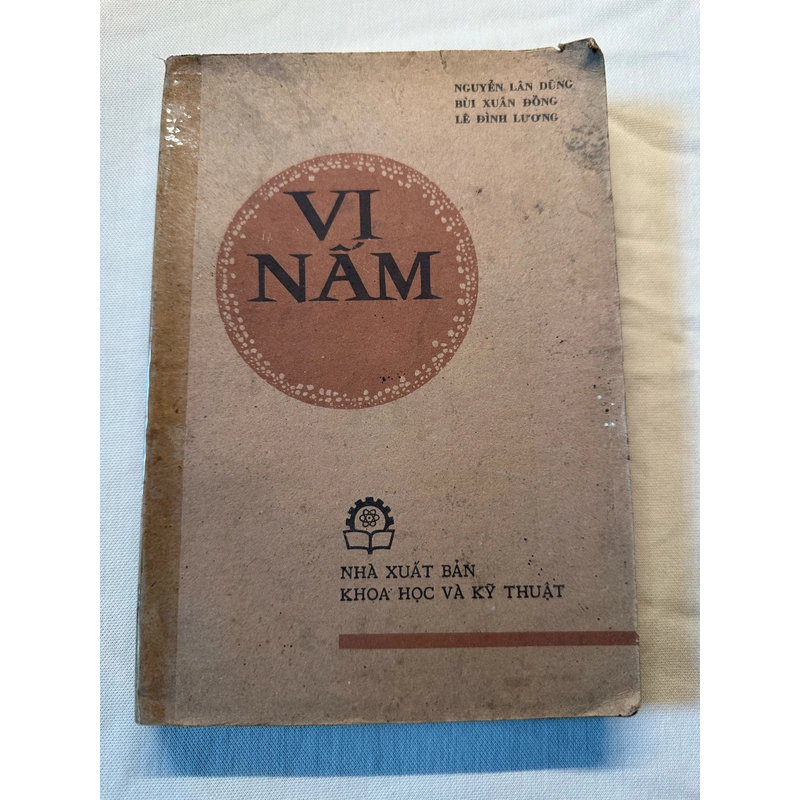 NGUYỄN LÂN DŨNG
BÙI XUÂN ĐỒNG
LÊ ĐÌNH LƯƠNG
VI
NẤM
NHÀ XUẤT BẢN
KHOA HỌC VÀ KỸ THUẬT